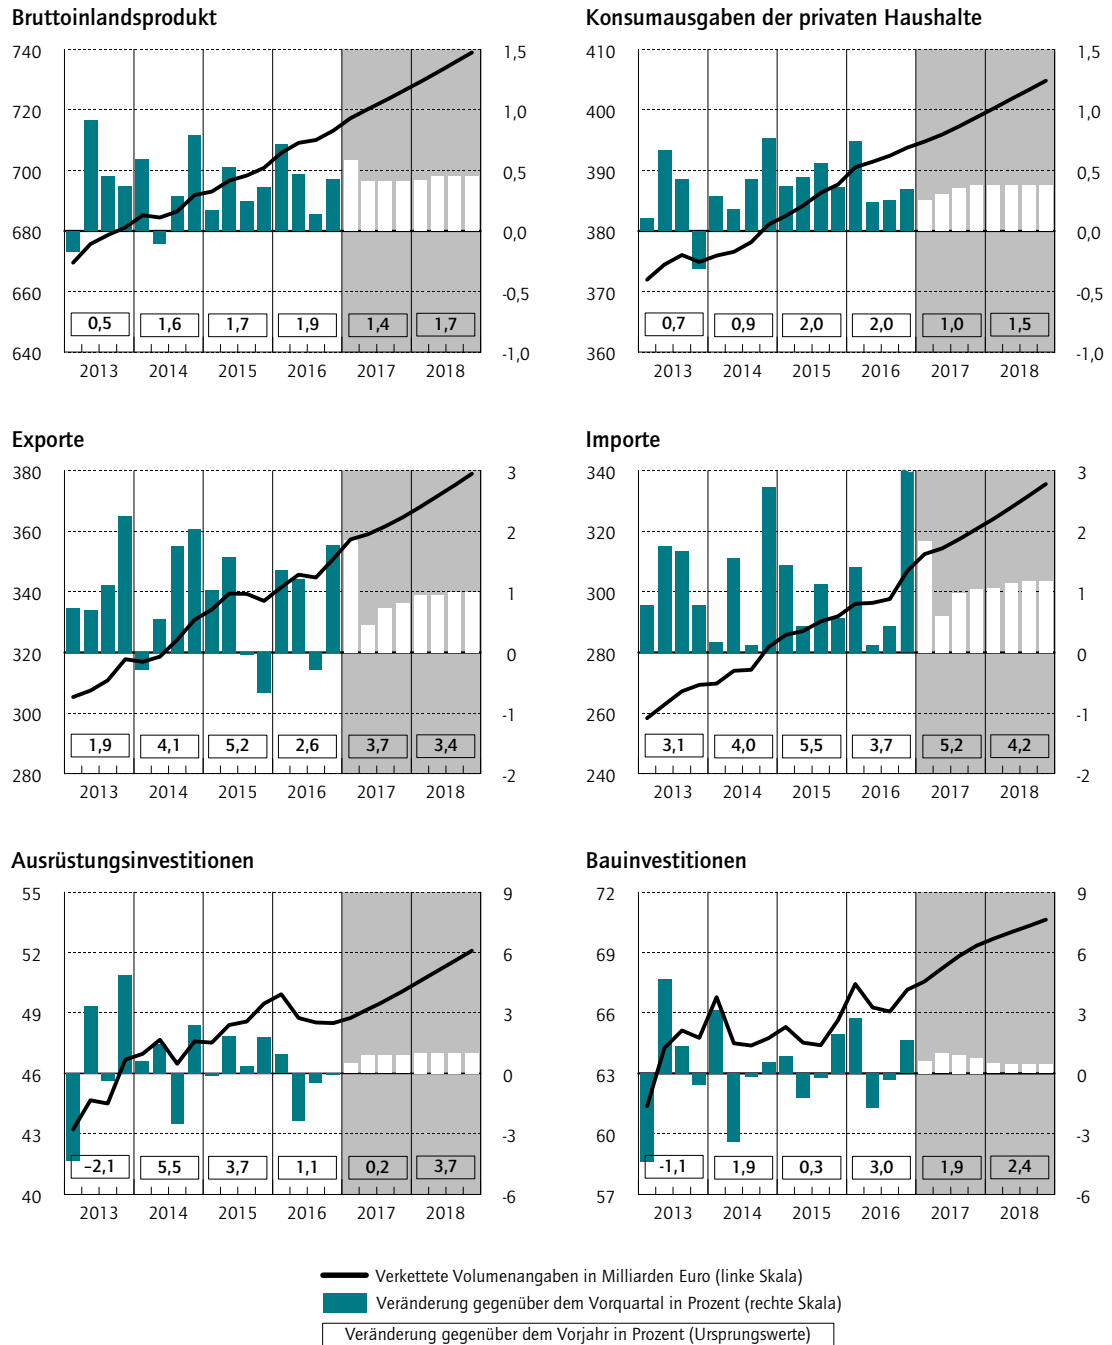 Bruttoinlandsprodukt
740 1,5
720 1,0
700 0,5
680 0,0
660 -0,5
640 -1,0
0,5 1,6 1,7 1,9 1,4 1,7
2013 2014 2015 2016 2017 2018
Konsumausgaben der privaten Haushalte
410 1,5
400 1,0
390 0,5
380 0,0
370 -0,5
360 -1,0
0,7 0,9 2,0 2,0 1,0 1,5
2013 2014 2015 2016 2017 2018
Exporte
380 3
360 2
340 1
320 0
300 -1
280 -2
1,9 4,1 5,2 2,6 3,7 3,4
2013 2014 2015 2016 2017 2018
Importe
340 3
320 2
300 1
280 0
260 -1
240 -2
3,1 4,0 5,5 3,7 5,2 4,2
2013 2014 2015 2016 2017 2018
Ausrüstungsinvestitionen
55 9
52 6
49 3
46 0
43 -3
40 -6
–2,1 5,5 3,7 1,1 0,2 3,7
2013 2014 2015 2016 2017 2018
Bauinvestitionen
72 9
69 6
66 3
63 0
60 -3
57 -6
-1,1 1,9 0,3 3,0 1,9 2,4
2013 2014 2015 2016 2017 2018
Verkettete Volumenangaben in Milliarden Euro (linke Skala)
Veränderung gegenüber dem Vorquartal in Prozent (rechte Skala)
Veränderung gegenüber dem Vorjahr in Prozent (Ursprungswerte)